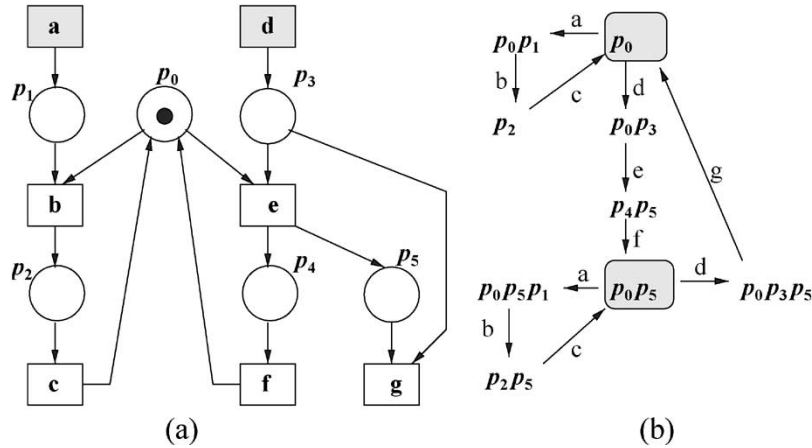 a d
p0
p1 p3
b e
p2 p4 p5
c f g
(a)
p0p1 a p0
b c d
p2 p0p3
e
g
p4p5
f
p0p5p1 a p0p5 d p0p3p5
b c
p2p5
(b)